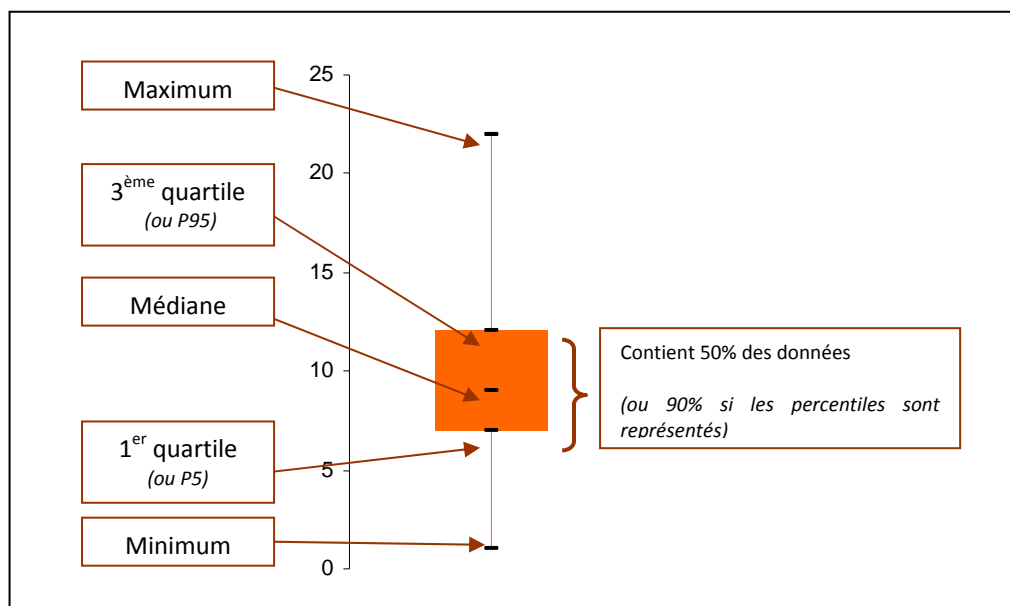 Maximum
3ème quartile
(ou P95)
Médiane
1er quartile
(ou P5)
Minimum
25
20
15
10
5
0
Contient 50% des données
(ou 90% si les percentiles sont
représentés)